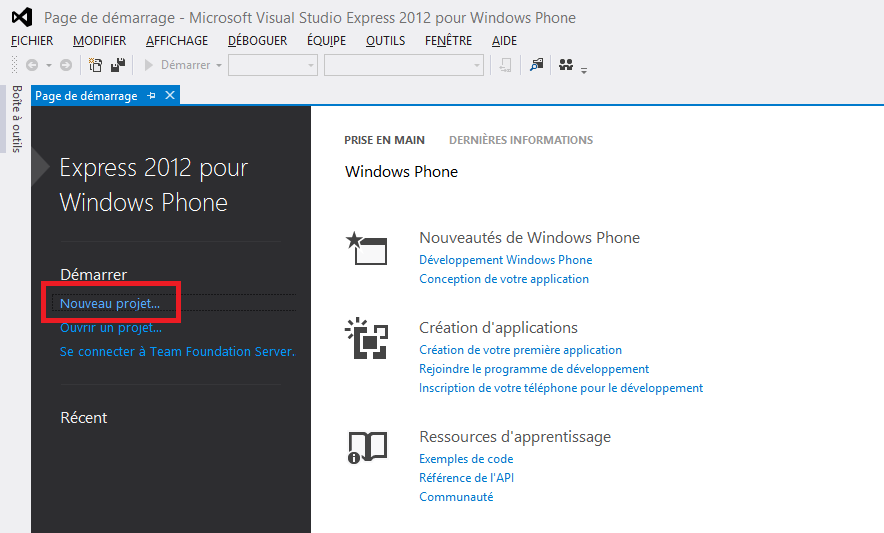 Page de démarrage - Microsoft Visual Studio Express 2012 pour Windows Phone
FICHIER MODIFIER AFFICHAGE DÉBOGUER ÉQUIPE OUTILS FENÊTRE AIDE
Démarrer
Boîte à outils
Page de démarrage
Express 2012 pour
Windows Phone
Démarrer
Nouveau projet...
Ouvrir un projet...
Se connecter à Team Foundation Server.
Récent
PRISE EN MAIN DERNIÈRES INFORMATIONS
Windows Phone
Nouveautés de Windows Phone
Développement Windows Phone
Conception de votre application
Création d'applications
Création de votre première application
Rejoindre le programme de développement
Inscription de votre téléphone pour le développement
Ressources d'apprentissage
Exemples de code
Référence de l'API
Communauté